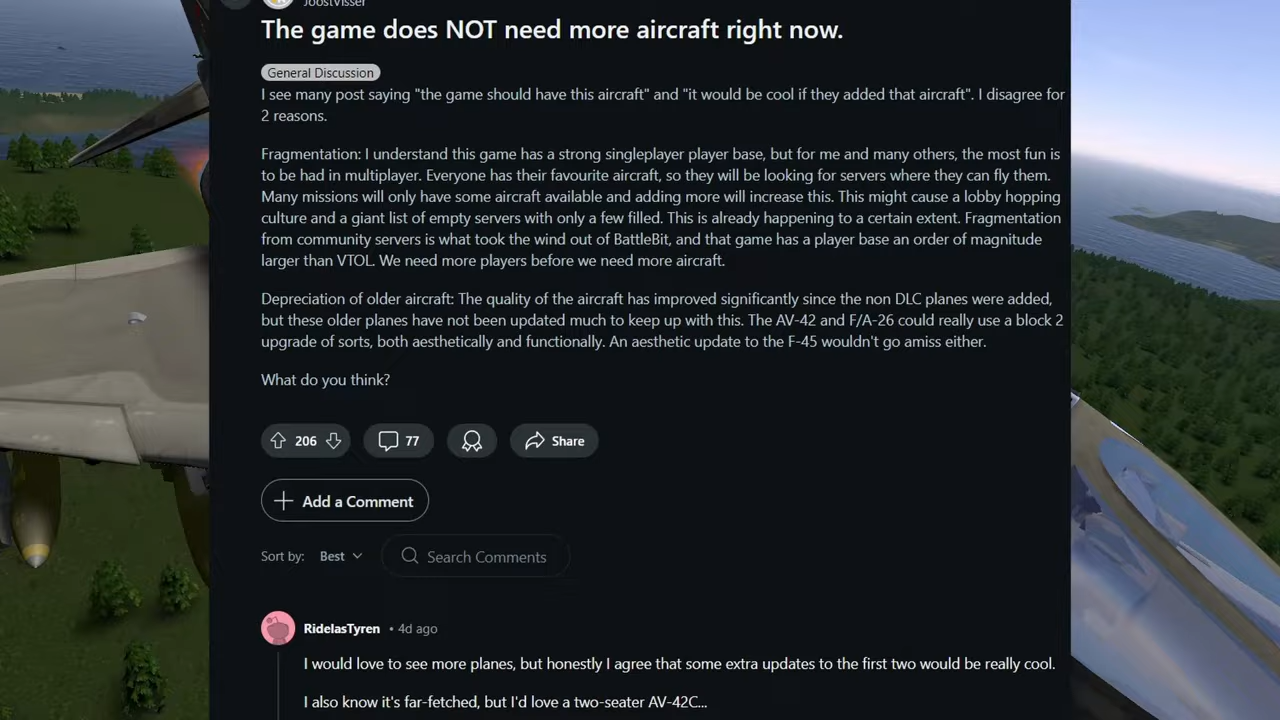 JoostVisser
The game does NOT need more aircraft right now.
General Discussion
I see many post saying "the game should have this aircraft" and "it would be cool if they added that aircraft". I disagree for
2 reasons.
Fragmentation: I understand this game has a strong singleplayer player base, but for me and many others, the most fun is
to be had in multiplayer. Everyone has their favourite aircraft, so they will be looking for servers where they can fly them.
Many missions will only have some aircraft available and adding more will increase this. This might cause a lobby hopping
culture and a giant list of empty servers with only a few filled. This is already happening to a certain extent. Fragmentation
from community servers is what took the wind out of BattleBit, and that game has a player base an order of magnitude
larger than VTOL. We need more players before we need more aircraft.
Depreciation of older aircraft: The quality of the aircraft has improved significantly since the non DLC planes were added,
but these older planes have not been updated much to keep up with this. The AV-42 and F/A-26 could really use a block 2
upgrade of sorts, both aesthetically and functionally. An aesthetic update to the F-45 wouldn't go amiss either.
What do you think?
206 77 Share
Add a Comment
Sort by: Best Search Comments
RidelasTyren • 4d ago
I would love to see more planes, but honestly I agree that some extra updates to the first two would be really cool.
I also know it's far-fetched, but I'd love a two-seater AV-42C...